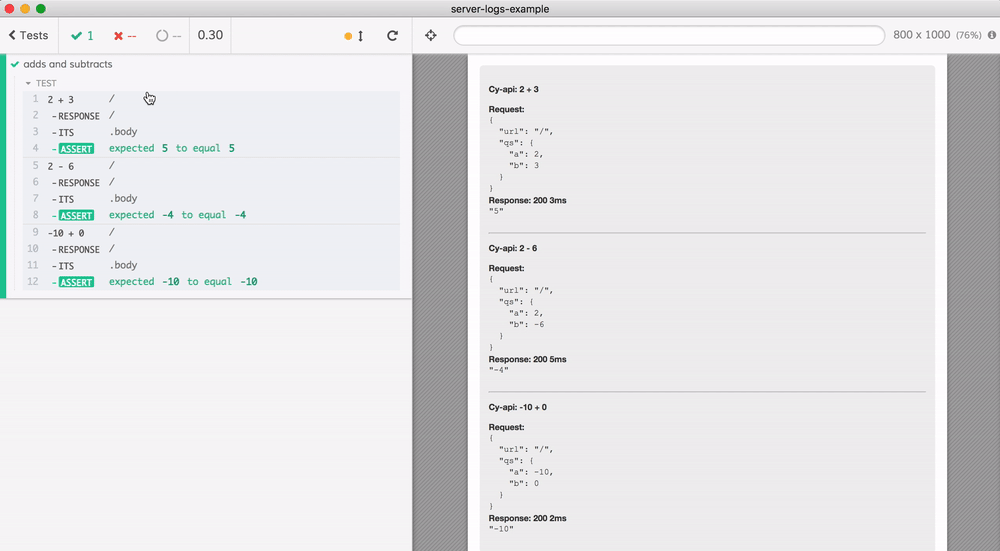 server-logs-example
Tests 1 -- -- 0.30 800 x 1000 (76%)
adds and subtracts
TEST
1 2 + 3 /
2 -RESPONSE /
3 -ITS .body
4 -ASSERT expected 5 to equal 5
5 2 - 6 /
6 -RESPONSE /
7 -ITS .body
8 -ASSERT expected -4 to equal -4
9 -10 + 0 /
10 -RESPONSE /
11 -ITS .body
12 -ASSERT expected -10 to equal -10
Cy-api: 2 + 3
Request:
{
"url": "/",
"qs": {
"a": 2,
"b": 3
}
}
Response: 200 3ms
"5"
Cy-api: 2 - 6
Request:
{
"url": "/",
"qs": {
"a": 2,
"b": -6
}
}
Response: 200 5ms
"-4"
Cy-api: -10 + 0
Request:
{
"url": "/",
"qs": {
"a": -10,
"b": 0
}
}
Response: 200 2ms
"-10"